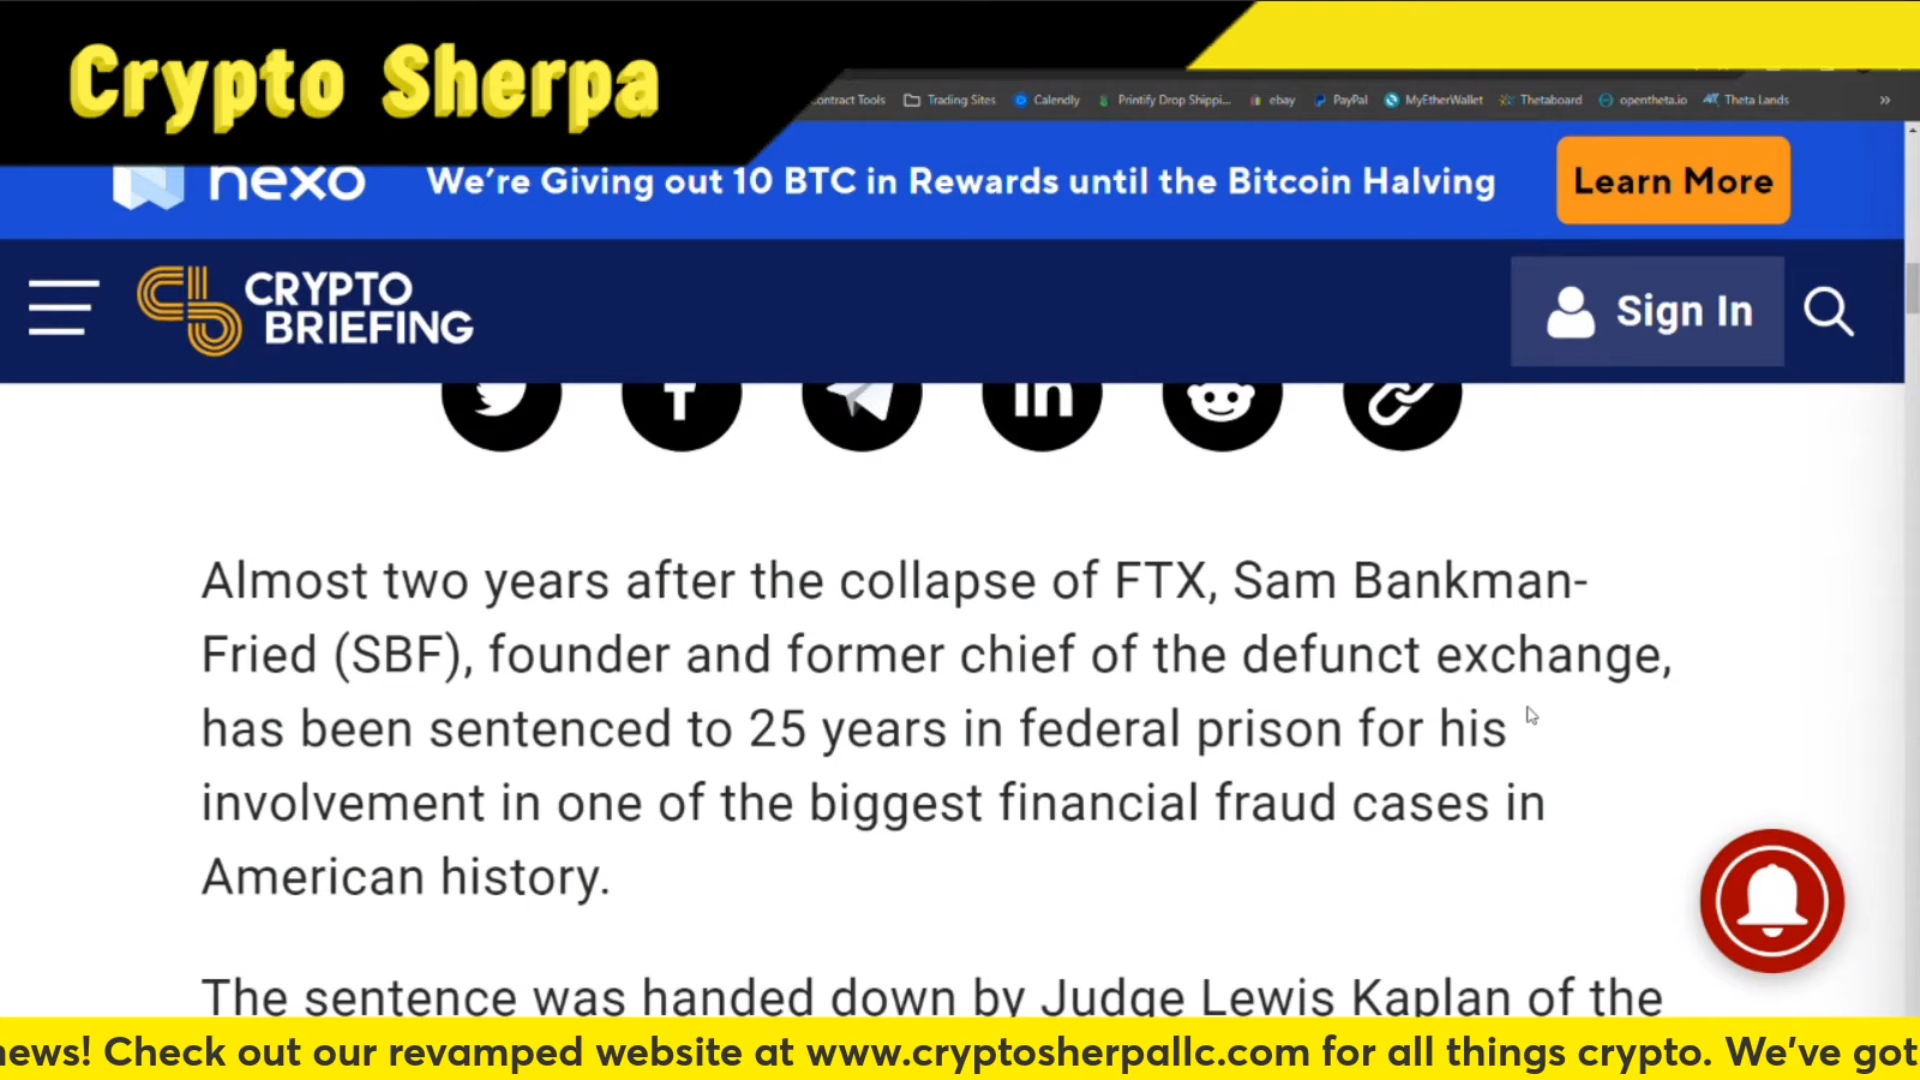 Crypto Sherpa
ontract Tools Trading Sites Calendly Printify Drop Shippi... ebay PayPal MyEtherWallet Thetaboard opentheta.io Theta Lands »
nexo We're Giving out 10 BTC in Rewards until the Bitcoin Halving Learn More
CRYPTO
BRIEFING
Sign In
Almost two years after the collapse of FTX, Sam Bankman-
Fried (SBF), founder and former chief of the defunct exchange,
has been sentenced to 25 years in federal prison for his
involvement in one of the biggest financial fraud cases in
American history.
The sentence was handed down by Judge Lewis Kaplan of the
news! Check out our revamped website at www.cryptosherpallc.com for all things crypto. We've got